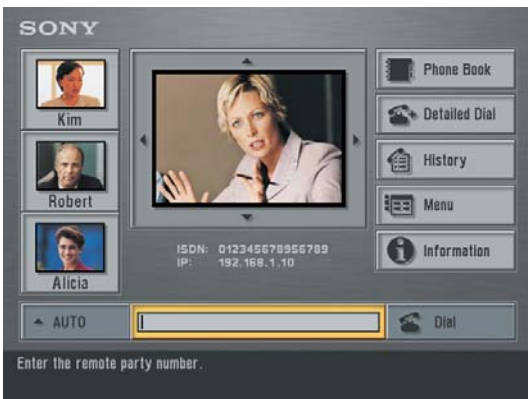 SONY
Kim
Robert
Alicia
ISDN: 012345678956789
IP: 192.168.1.10
Phone Book
Detailed Dial
History
Menu
Information
AUTO
Dial
Enter the remote party number.